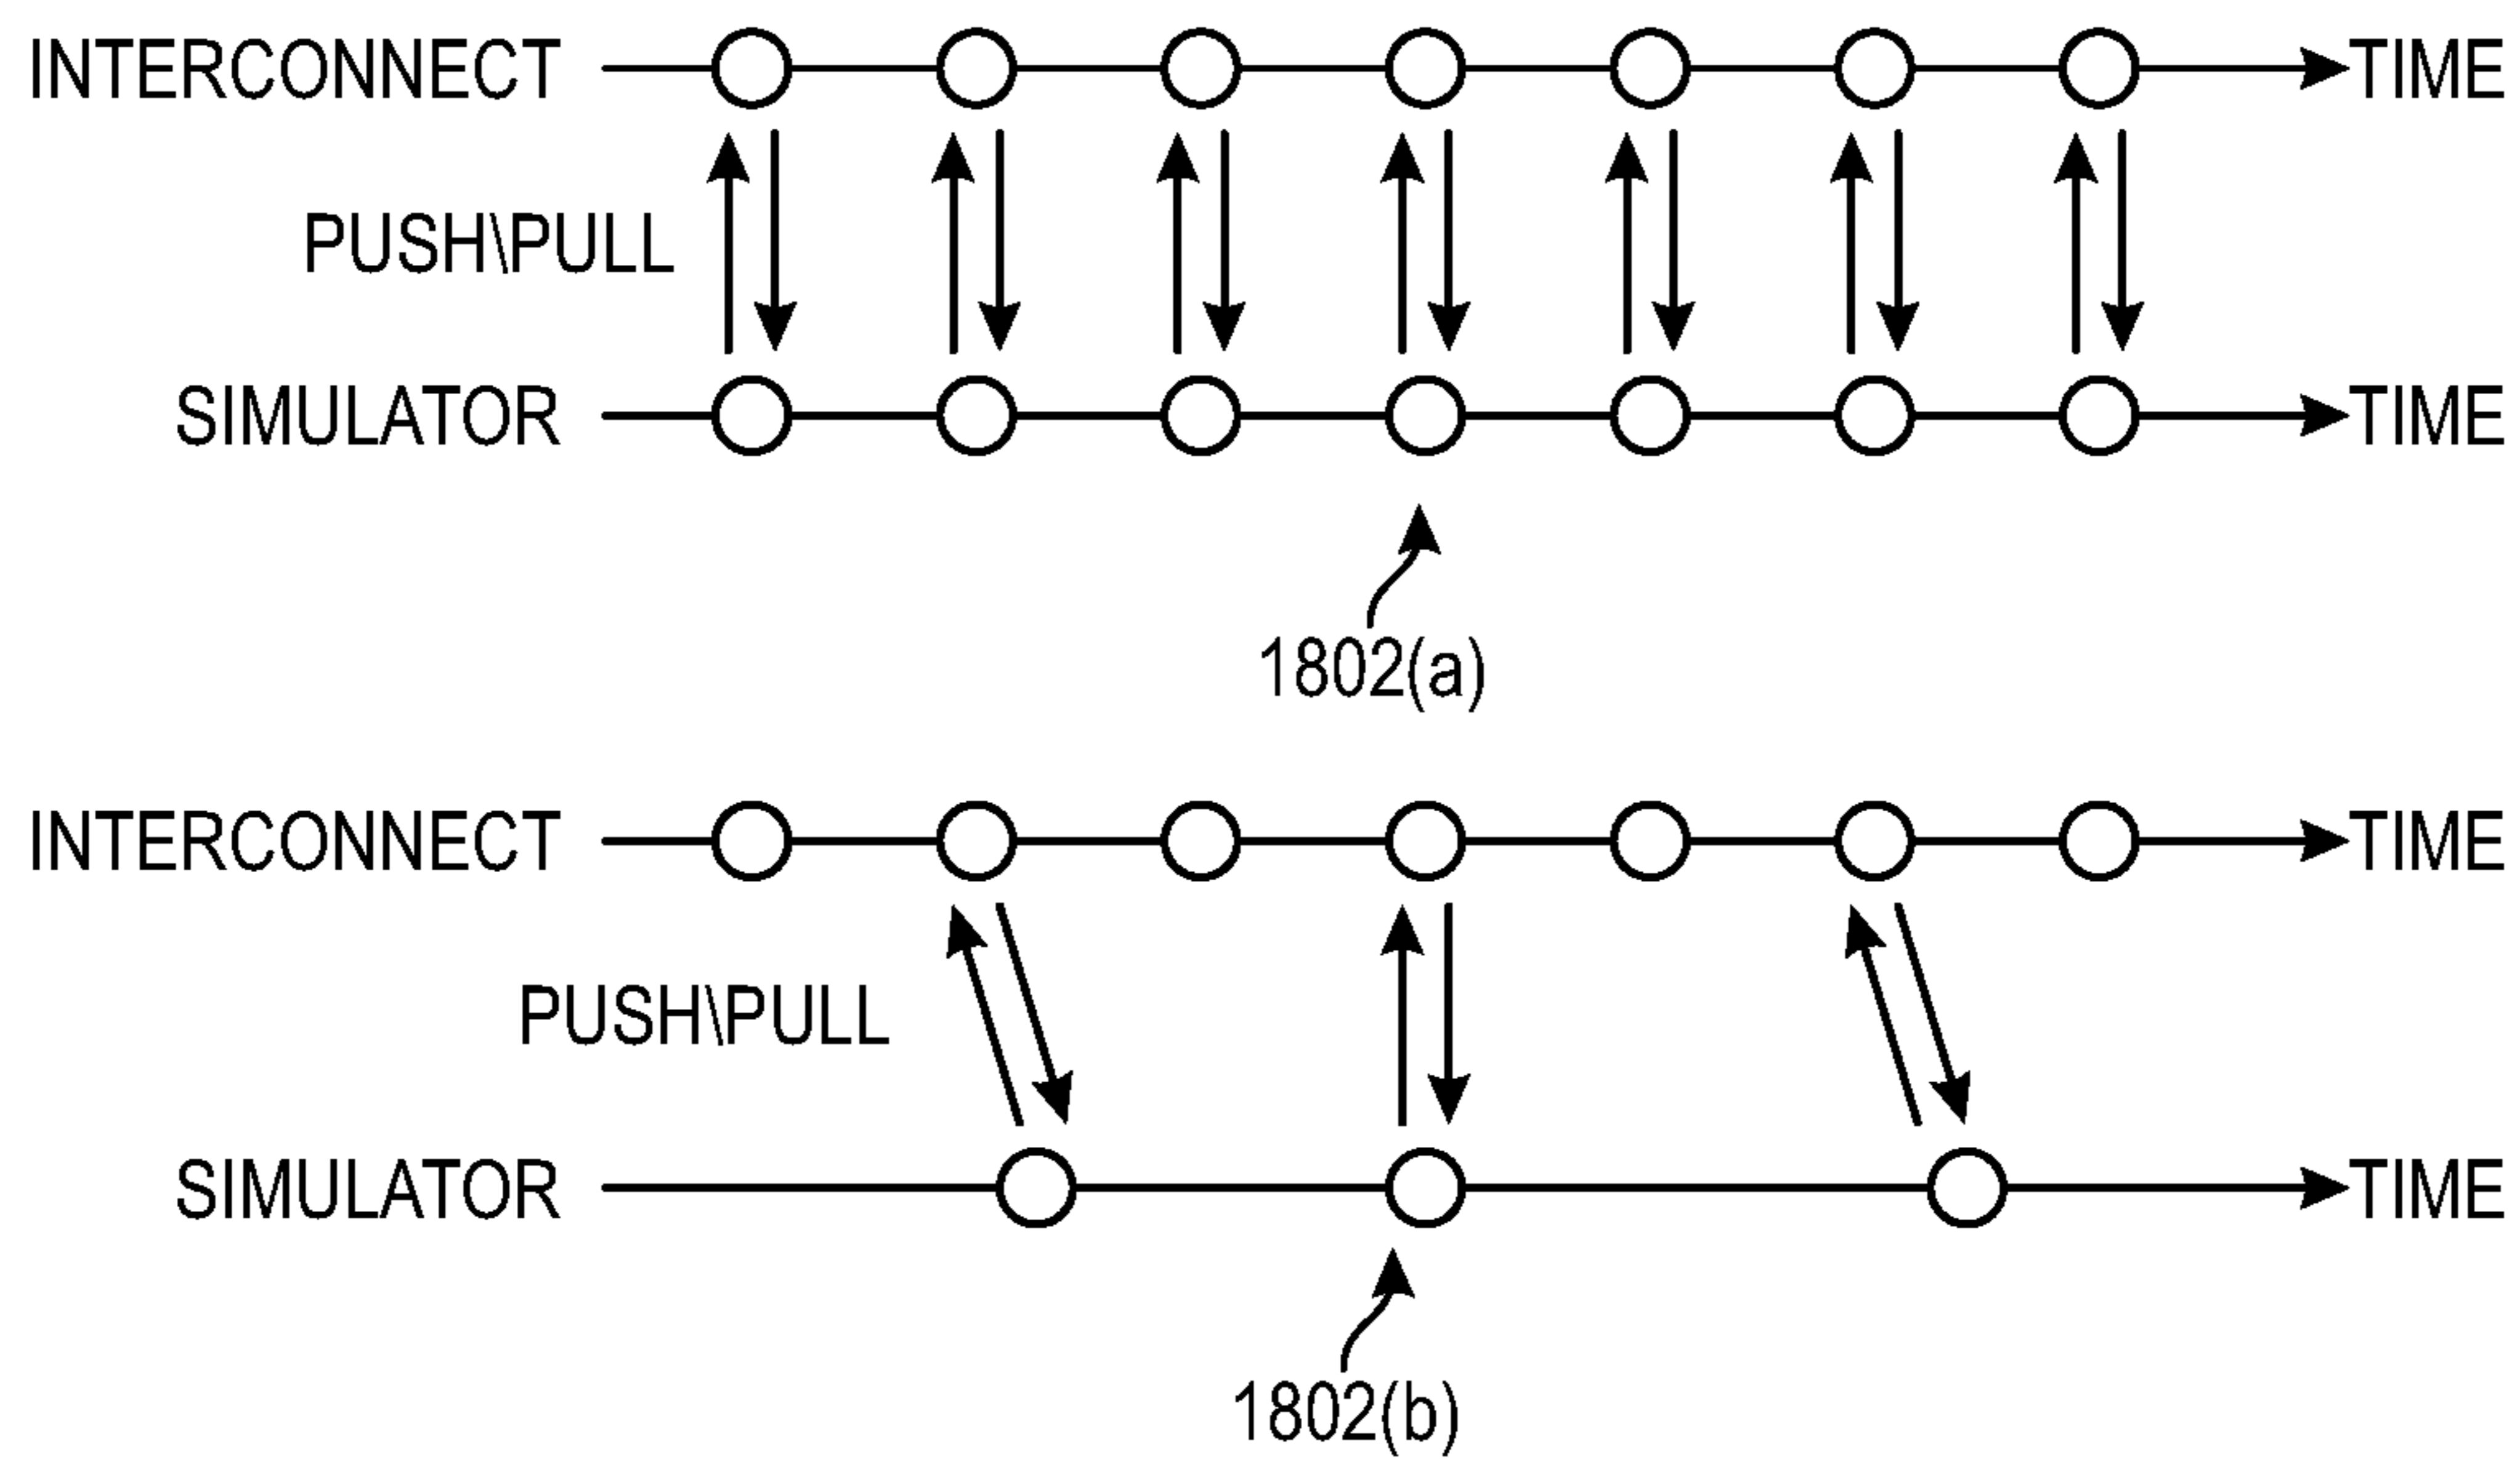 INTERCONNECT TIME
PUSH\PULL
SIMULATOR TIME
1802(a)
INTERCONNECT TIME
PUSH\PULL
SIMULATOR TIME
1802(b)